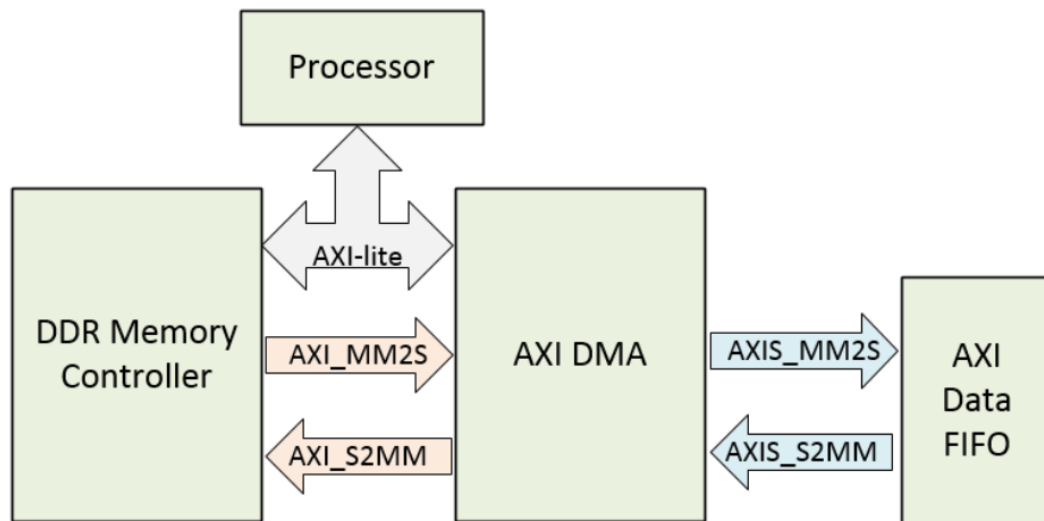 Processor
AXI-lite
DDR Memory
Controller
AXI_MM2S
AXI_S2MM
AXI DMA
AXIS_MM2S
AXIS_S2MM
AXI
Data
FIFO